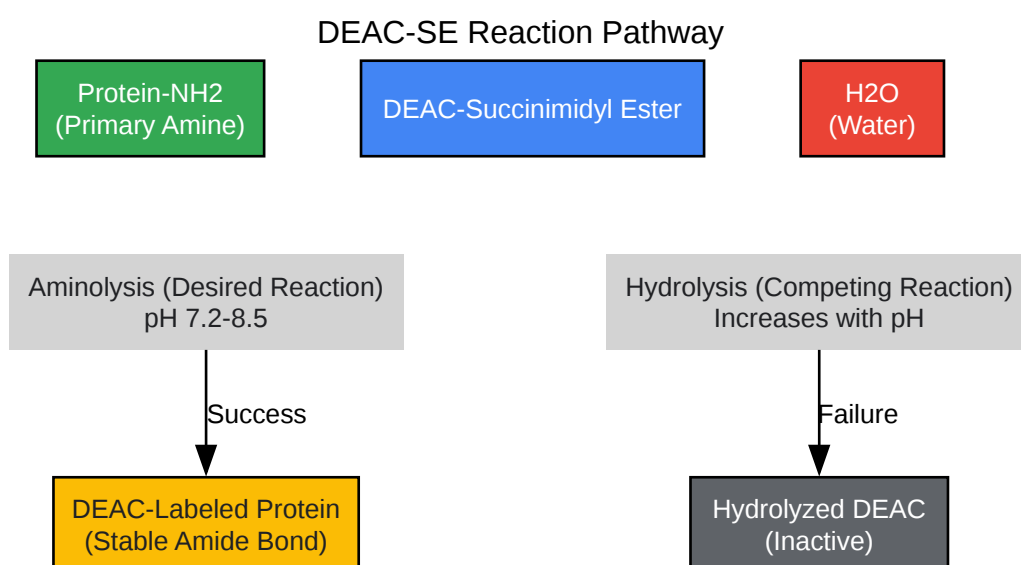 DEAC-SE Reaction Pathway
Protein-NH2
(Primary Amine)
DEAC-Succinimidyl Ester
H2O
(Water)
Aminolysis (Desired Reaction)
pH 7.2-8.5
Hydrolysis (Competing Reaction)
Increases with pH
Success
Failure
DEAC-Labeled Protein
(Stable Amide Bond)
Hydrolyzed DEAC
(Inactive)